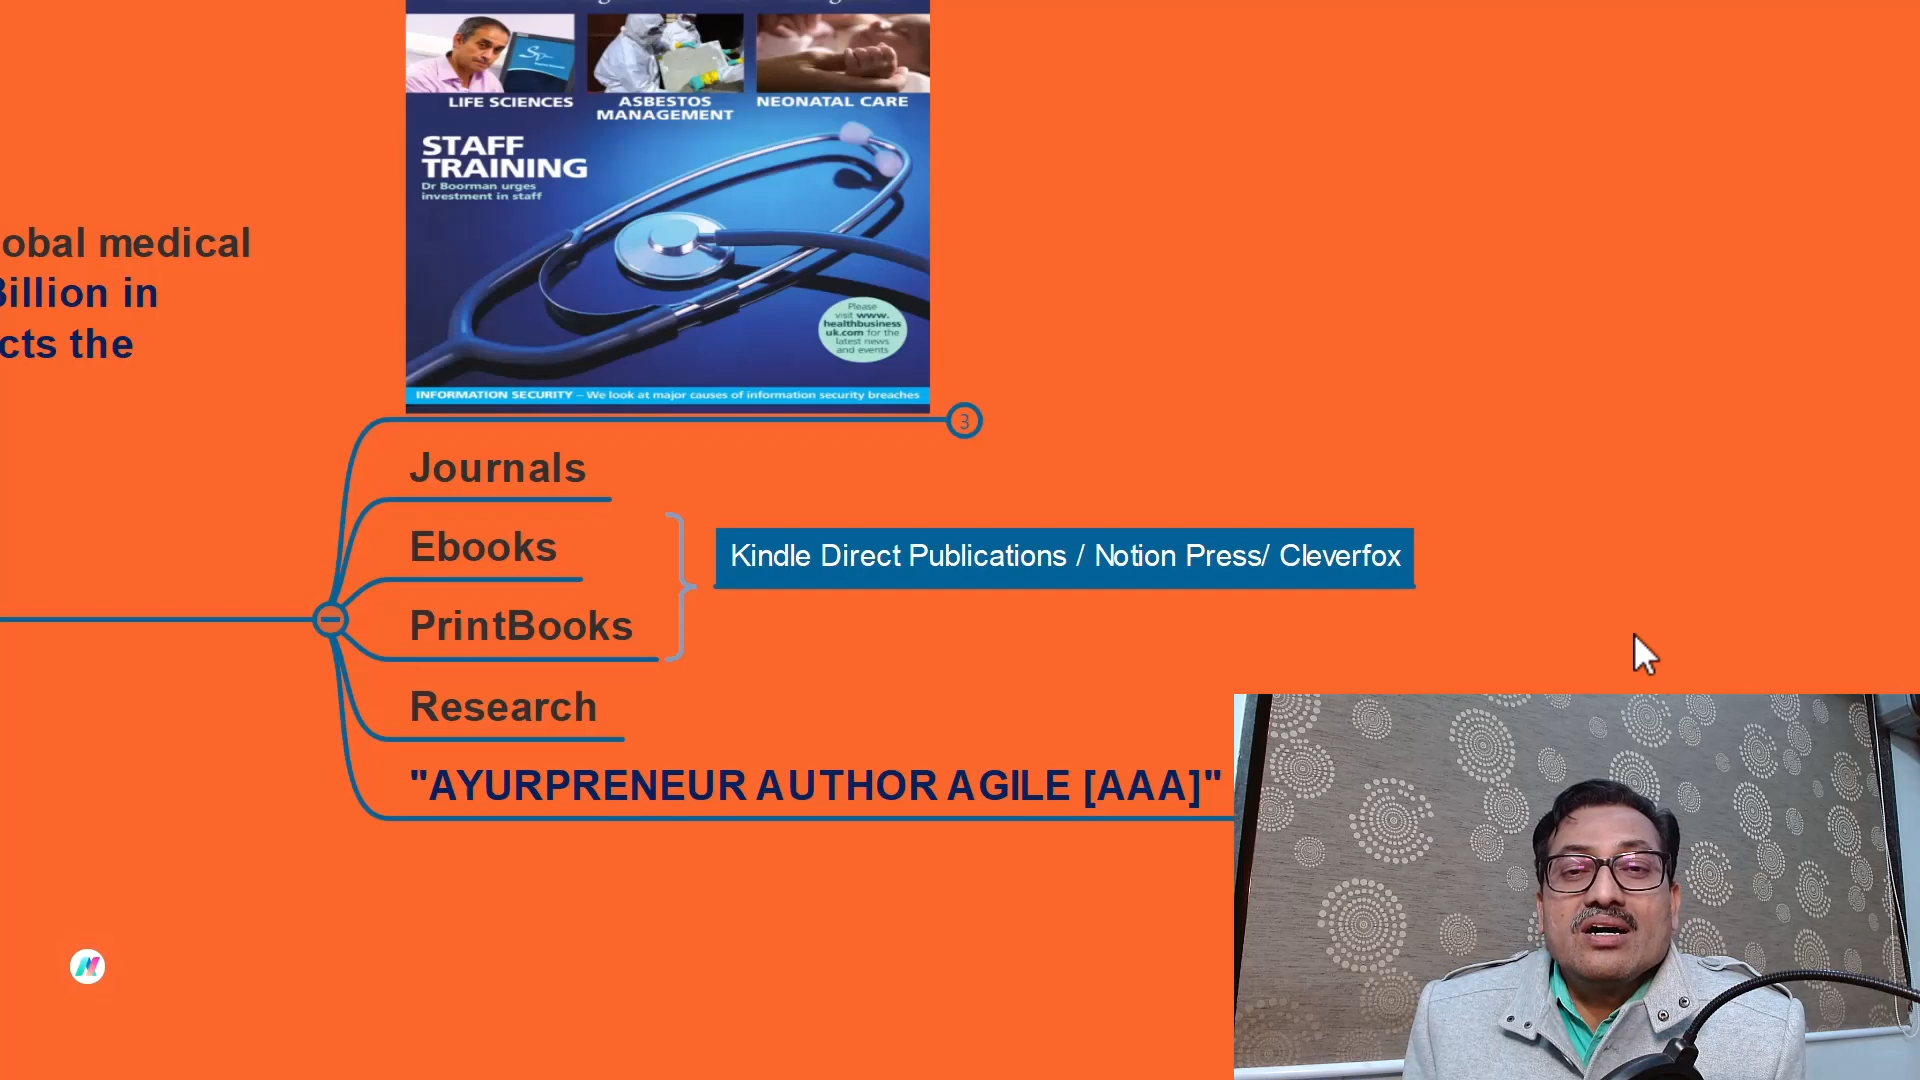 LIFE SCIENCES
ASBESTOS
MANAGEMENT
NEONATAL CARE
STAFF
TRAINING
Dr Boorman urges
investment in staff
Please
visit www.
healthbusiness
uk.com for the
latest news
and events
INFORMATION SECURITY – We look at major causes of information security breaches
3
obal medical
Billion in
cts the
Journals
Ebooks
PrintBooks
Kindle Direct Publications / Notion Press/ Cleverfox
Research
"AYURPRENEUR AUTHOR AGILE [AAA]"